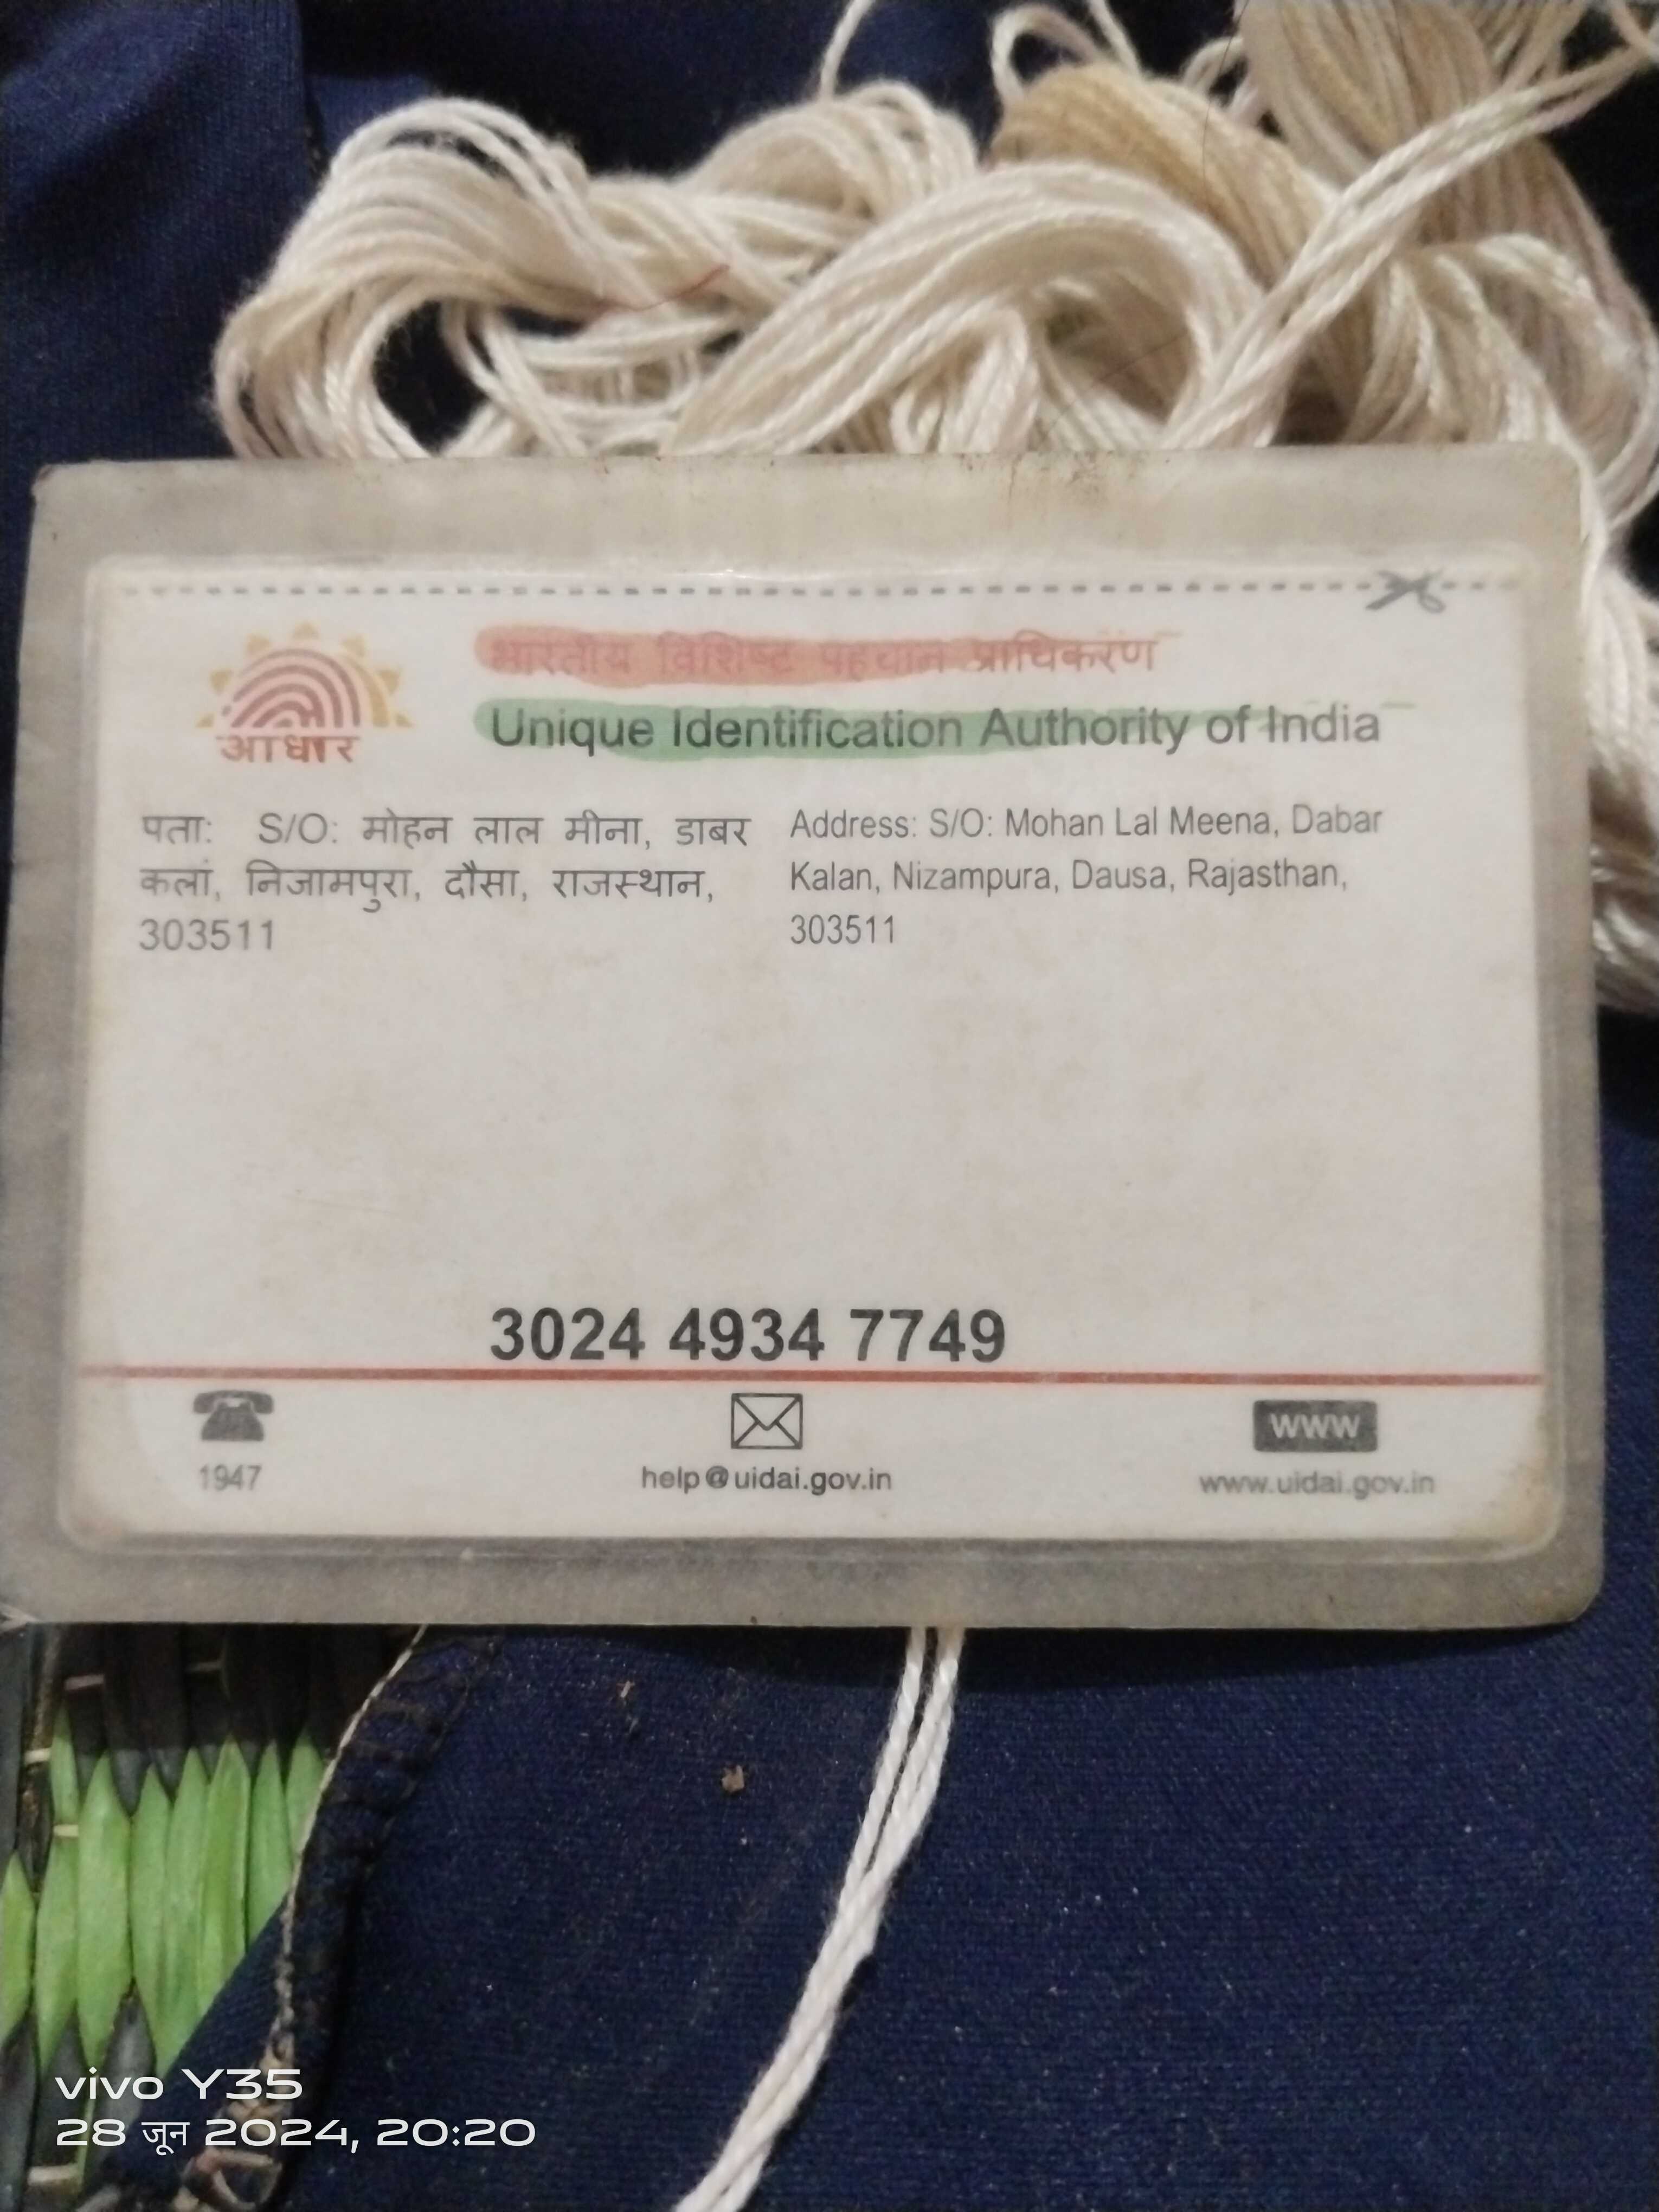 भारतीय विशिष्ट पहचान प्राधिकरण
Unique Identification Authority of India
आधार
पता: S/O: मोहन लाल मीना, डाबर
कलां, निजामपुरा, दौसा, राजस्थान,
303511
Address: S/O: Mohan Lal Meena, Dabar
Kalan, Nizampura, Dausa, Rajasthan,
303511
3024 4934 7749
1947
help@uidai.gov.in
www
www.uidai.gov.in
vivo Y35
28 जून 2024, 20:20